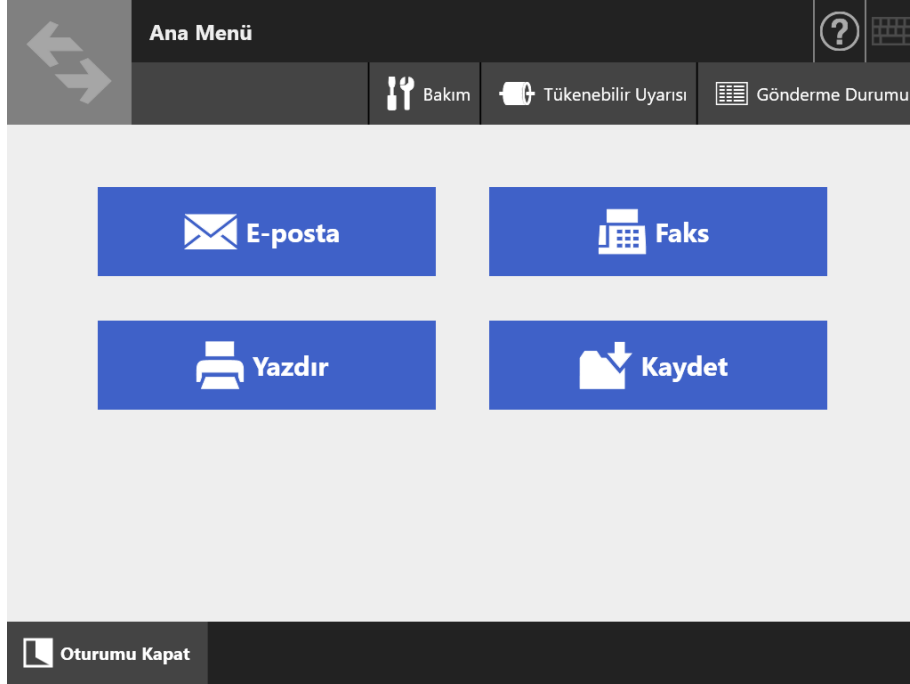 Ana Menü
Bakım
Tükenebilir Uyarısı
Gönderme Durumu
E-posta
Faks
Yazdır
Kaydet
Oturumu Kapat